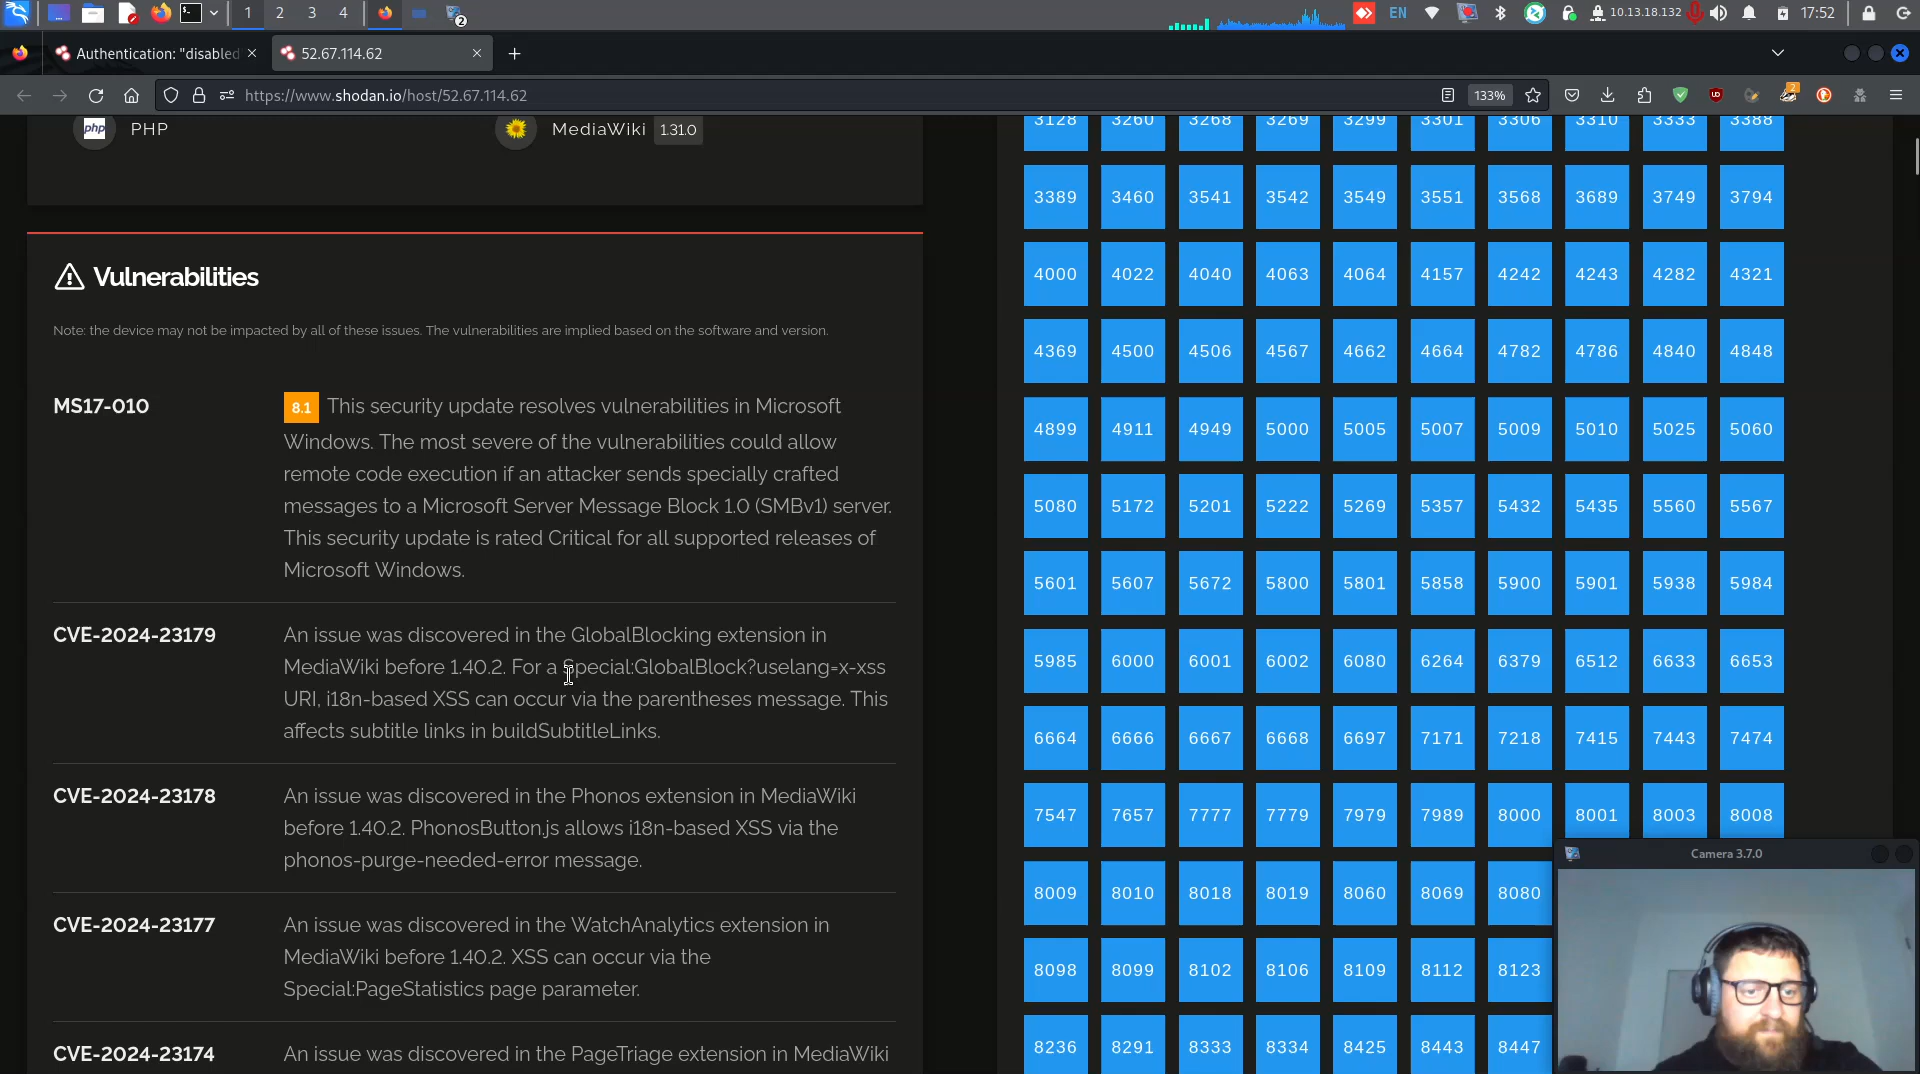 1 2 3 4
2
EN
10.13.18.132
17:52
Authentication: "disabled
52.67.114.62
https://www.shodan.io/host/52.67.114.62
133%
2
php PHP
MediaWiki 1.31.0
Vulnerabilities
Note: the device may not be impacted by all of these issues. The vulnerabilities are implied based on the software and version.
MS17-010
8.1 This security update resolves vulnerabilities in Microsoft
Windows. The most severe of the vulnerabilities could allow
remote code execution if an attacker sends specially crafted
messages to a Microsoft Server Message Block 1.0 (SMBv1) server.
This security update is rated Critical for all supported releases of
Microsoft Windows.
CVE-2024-23179
An issue was discovered in the GlobalBlocking extension in
MediaWiki before 1.40.2. For a Special:GlobalBlock?uselang=x-xss
URI, i18n-based XSS can occur via the parentheses message. This
affects subtitle links in buildSubtitleLinks.
CVE-2024-23178
An issue was discovered in the Phonos extension in MediaWiki
before 1.40.2. PhonosButton.js allows i18n-based XSS via the
phonos-purge-needed-error message.
CVE-2024-23177
An issue was discovered in the WatchAnalytics extension in
MediaWiki before 1.40.2. XSS can occur via the
Special:PageStatistics page parameter.
CVE-2024-23174
An issue was discovered in the PageTriage extension in MediaWiki
3128 3260 3268 3269 3299 3301 3306 3310 3333 3388
3389 3460 3541 3542 3549 3551 3568 3689 3749 3794
4000 4022 4040 4063 4064 4157 4242 4243 4282 4321
4369 4500 4506 4567 4662 4664 4782 4786 4840 4848
4899 4911 4949 5000 5005 5007 5009 5010 5025 5060
5080 5172 5201 5222 5269 5357 5432 5435 5560 5567
5601 5607 5672 5800 5801 5858 5900 5901 5938 5984
5985 6000 6001 6002 6080 6264 6379 6512 6633 6653
6664 6666 6667 6668 6697 7171 7218 7415 7443 7474
7547 7657 7777 7779 7979 7989 8000 8001 8003 8008
8009 8010 8018 8019 8060 8069 8080
8098 8099 8102 8106 8109 8112 8123
8236 8291 8333 8334 8425 8443 8447
Camera 3.7.0